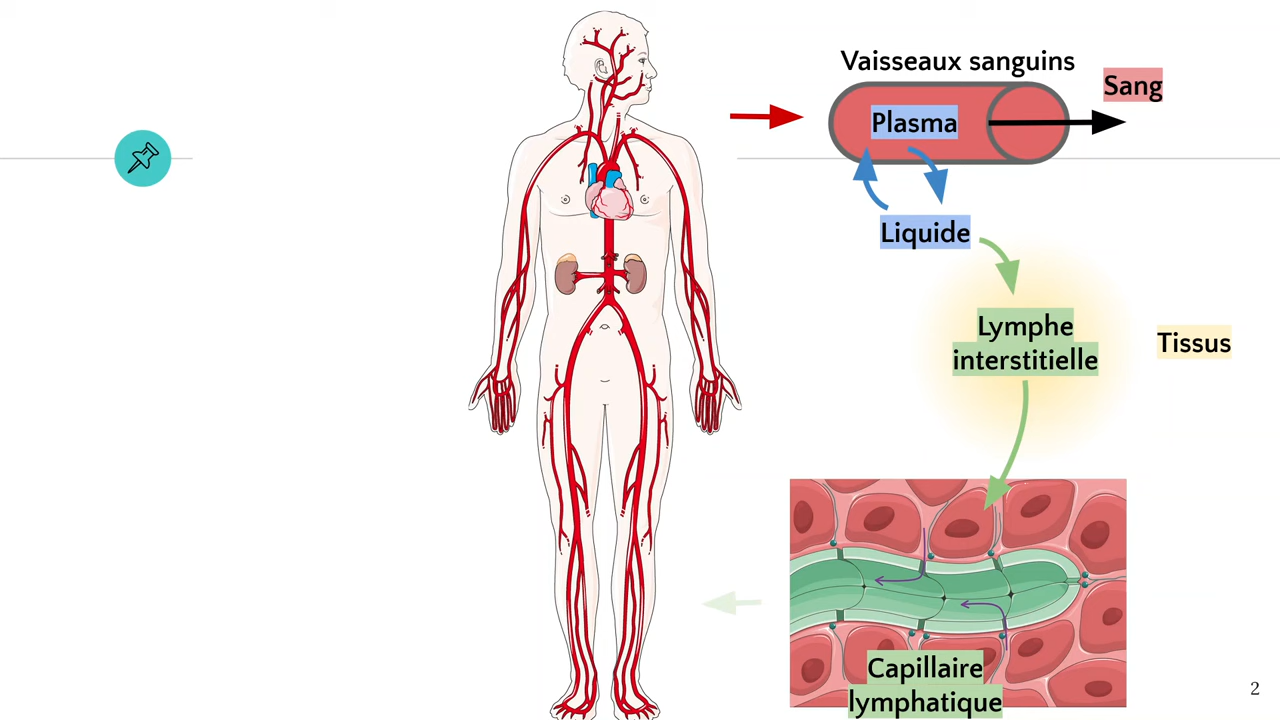 Vaisseaux sanguins
Sang
Plasma
Liquide
Lymphe
interstitielle
Tissus
Capillaire
lymphatique
2